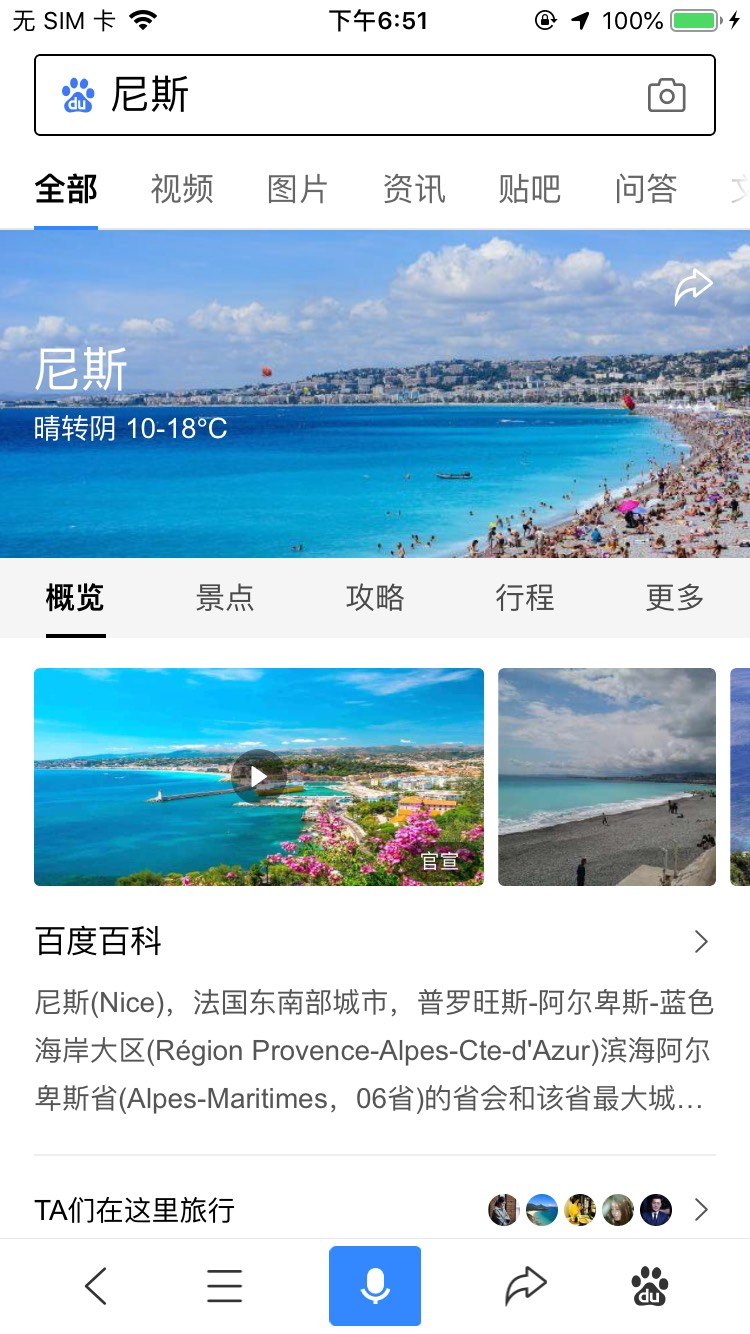 无 SIM 卡
下午6:51
100%
du 尼斯
全部 视频 图片 资讯 贴吧 问答
尼斯
晴转阴 10-18°C
概览 景点 攻略 行程 更多
官宣
百度百科
尼斯(Nice)，法国东南部城市，普罗旺斯-阿尔卑斯-蓝色
海岸大区(Région Provence-Alpes-Cte-d'Azur)滨海阿尔
卑斯省(Alpes-Maritimes，06省)的省会和该省最大城...
TA们在这里旅行
du